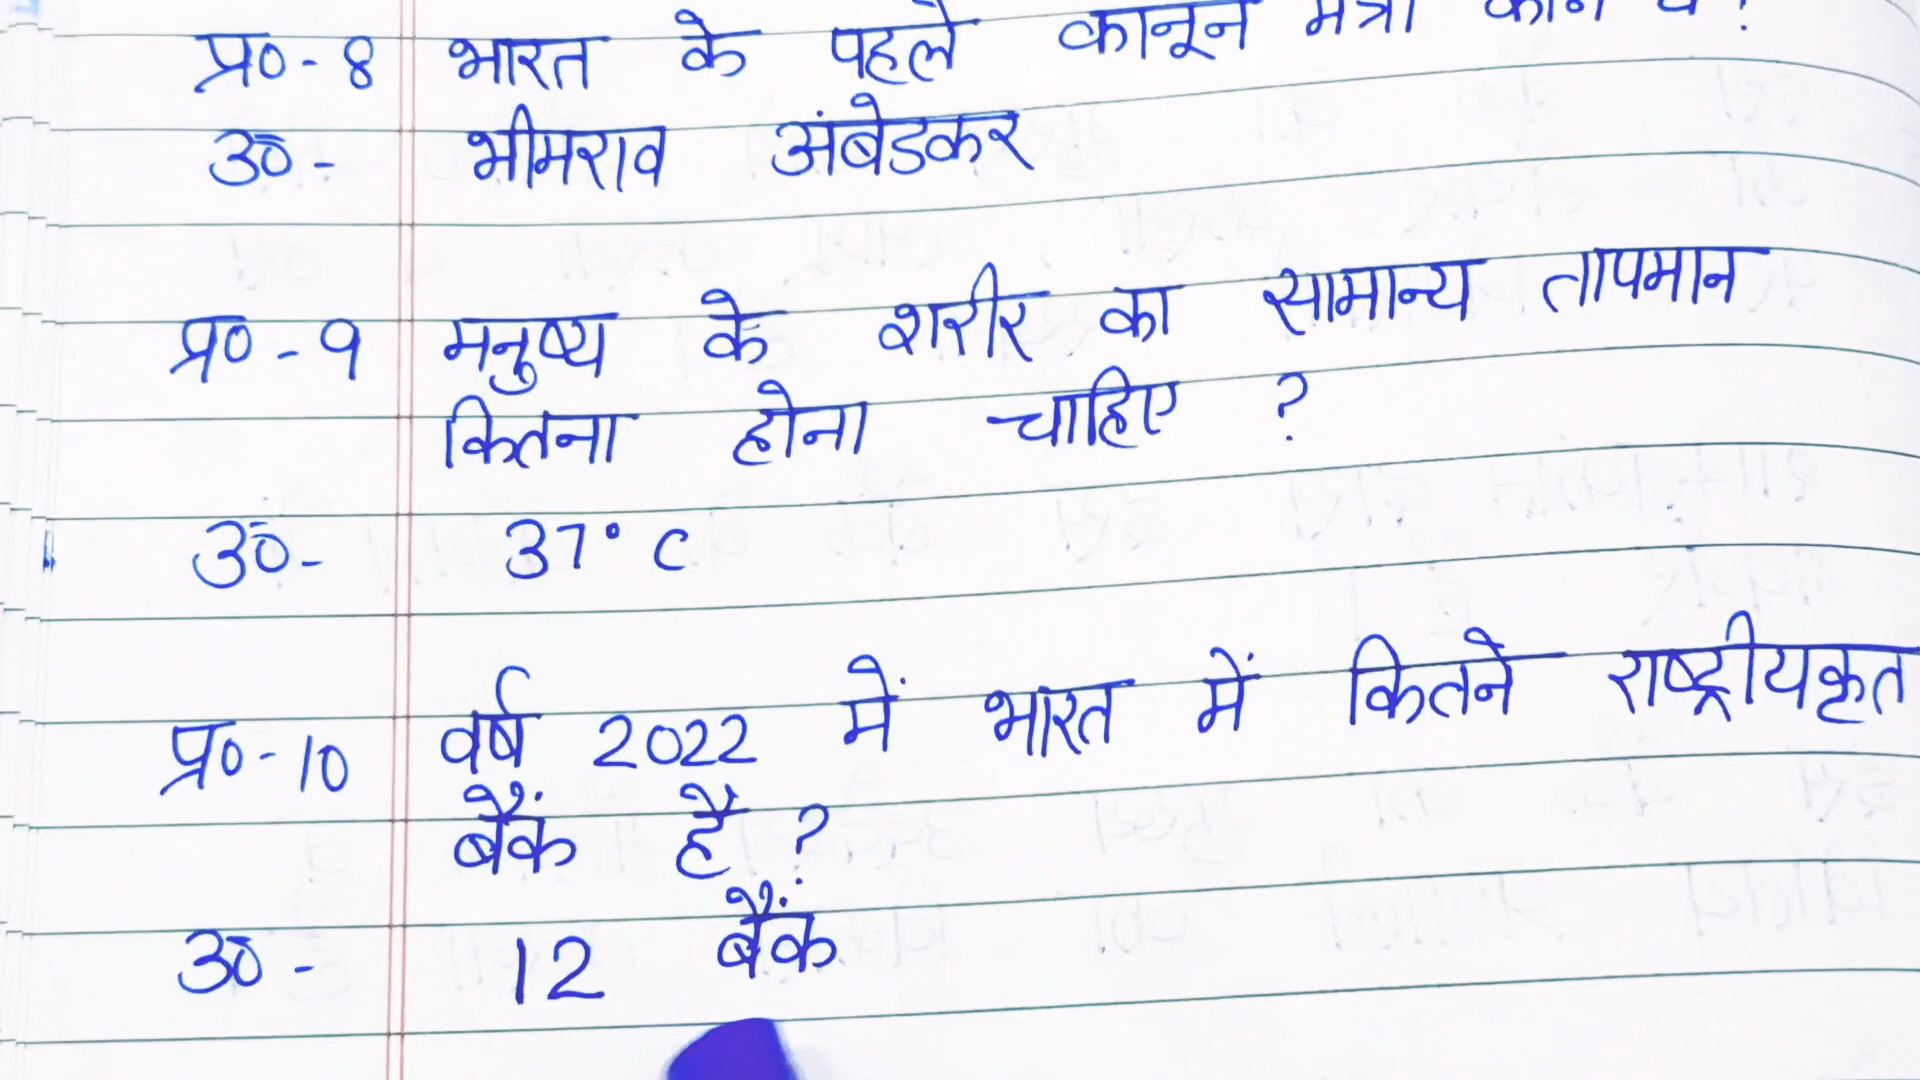 प्र०-8 भारत के पहले कानून मंत्री कौन थे?
उ०- भीमराव अंबेडकर
प्र०-9 मनुष्य के शरीर का सामान्य तापमान
कितना होना चाहिए ?
उ०- 37°C
प्र०-10 वर्ष 2022 में भारत में कितने राष्ट्रीयकृत
बैंक है ?
उ०- 12 बैंक